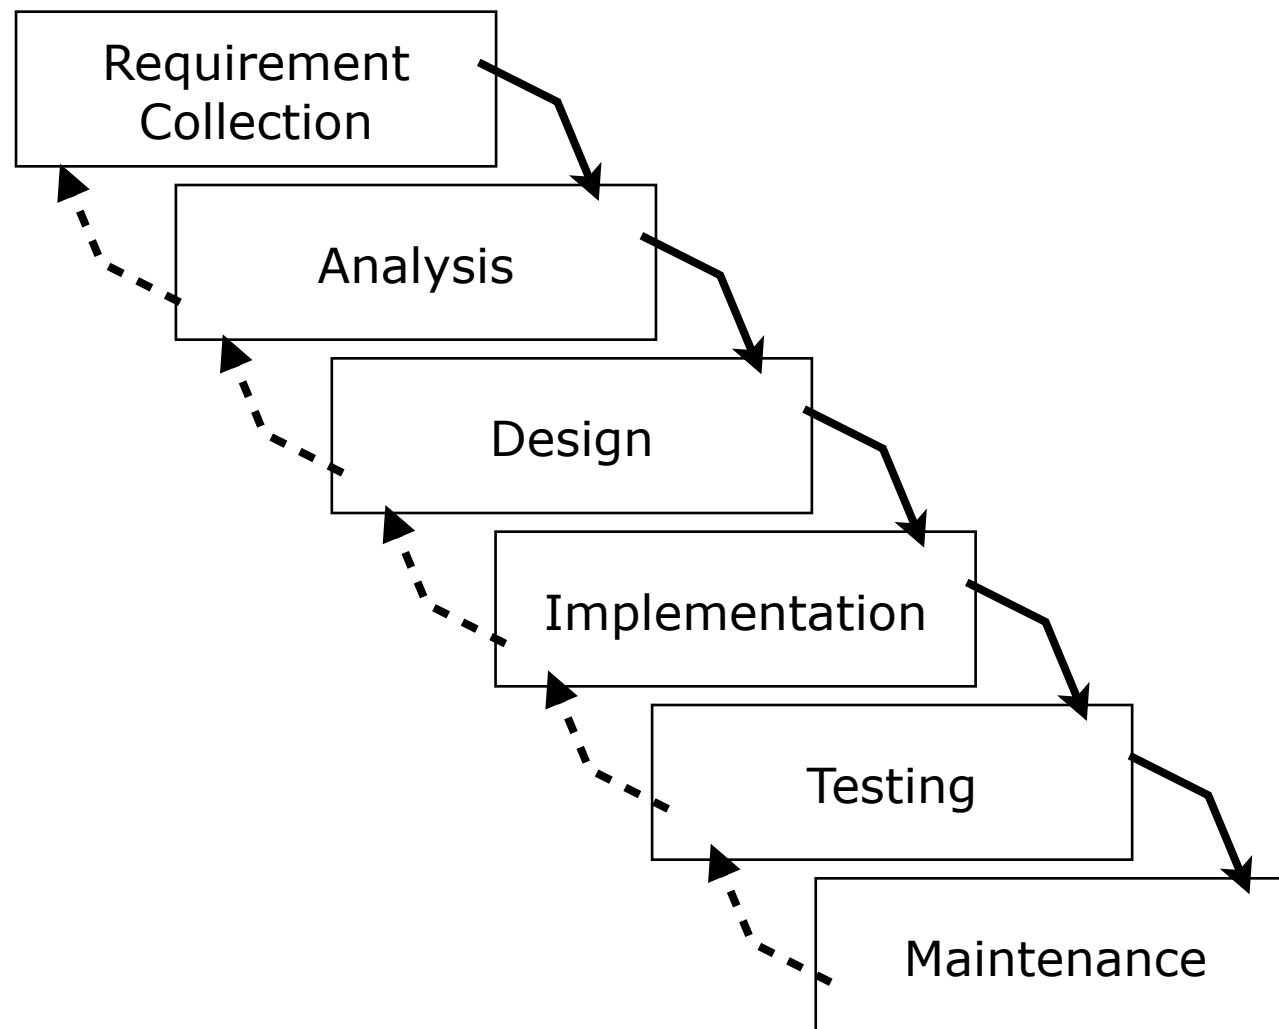 Requirement
Collection
Analysis
Design
Implementation
Testing
Maintenance